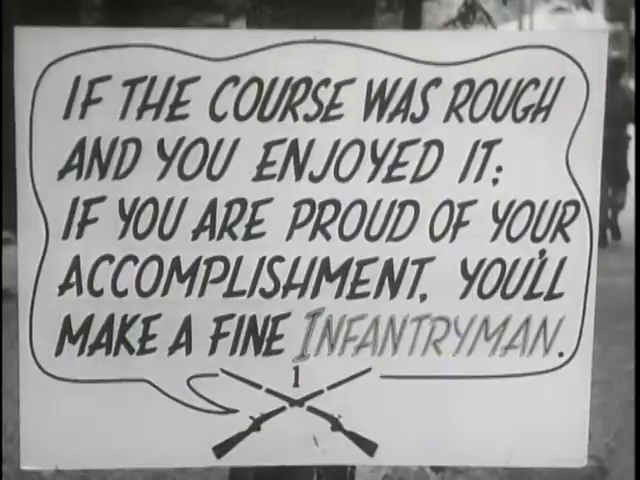 IF THE COURSE WAS ROUGH
AND YOU ENJOYED IT;
IF YOU ARE PROUD OF YOUR
ACCOMPLISHMENT, YOU'LL
MAKE A FINE INFANTRYMAN.
1